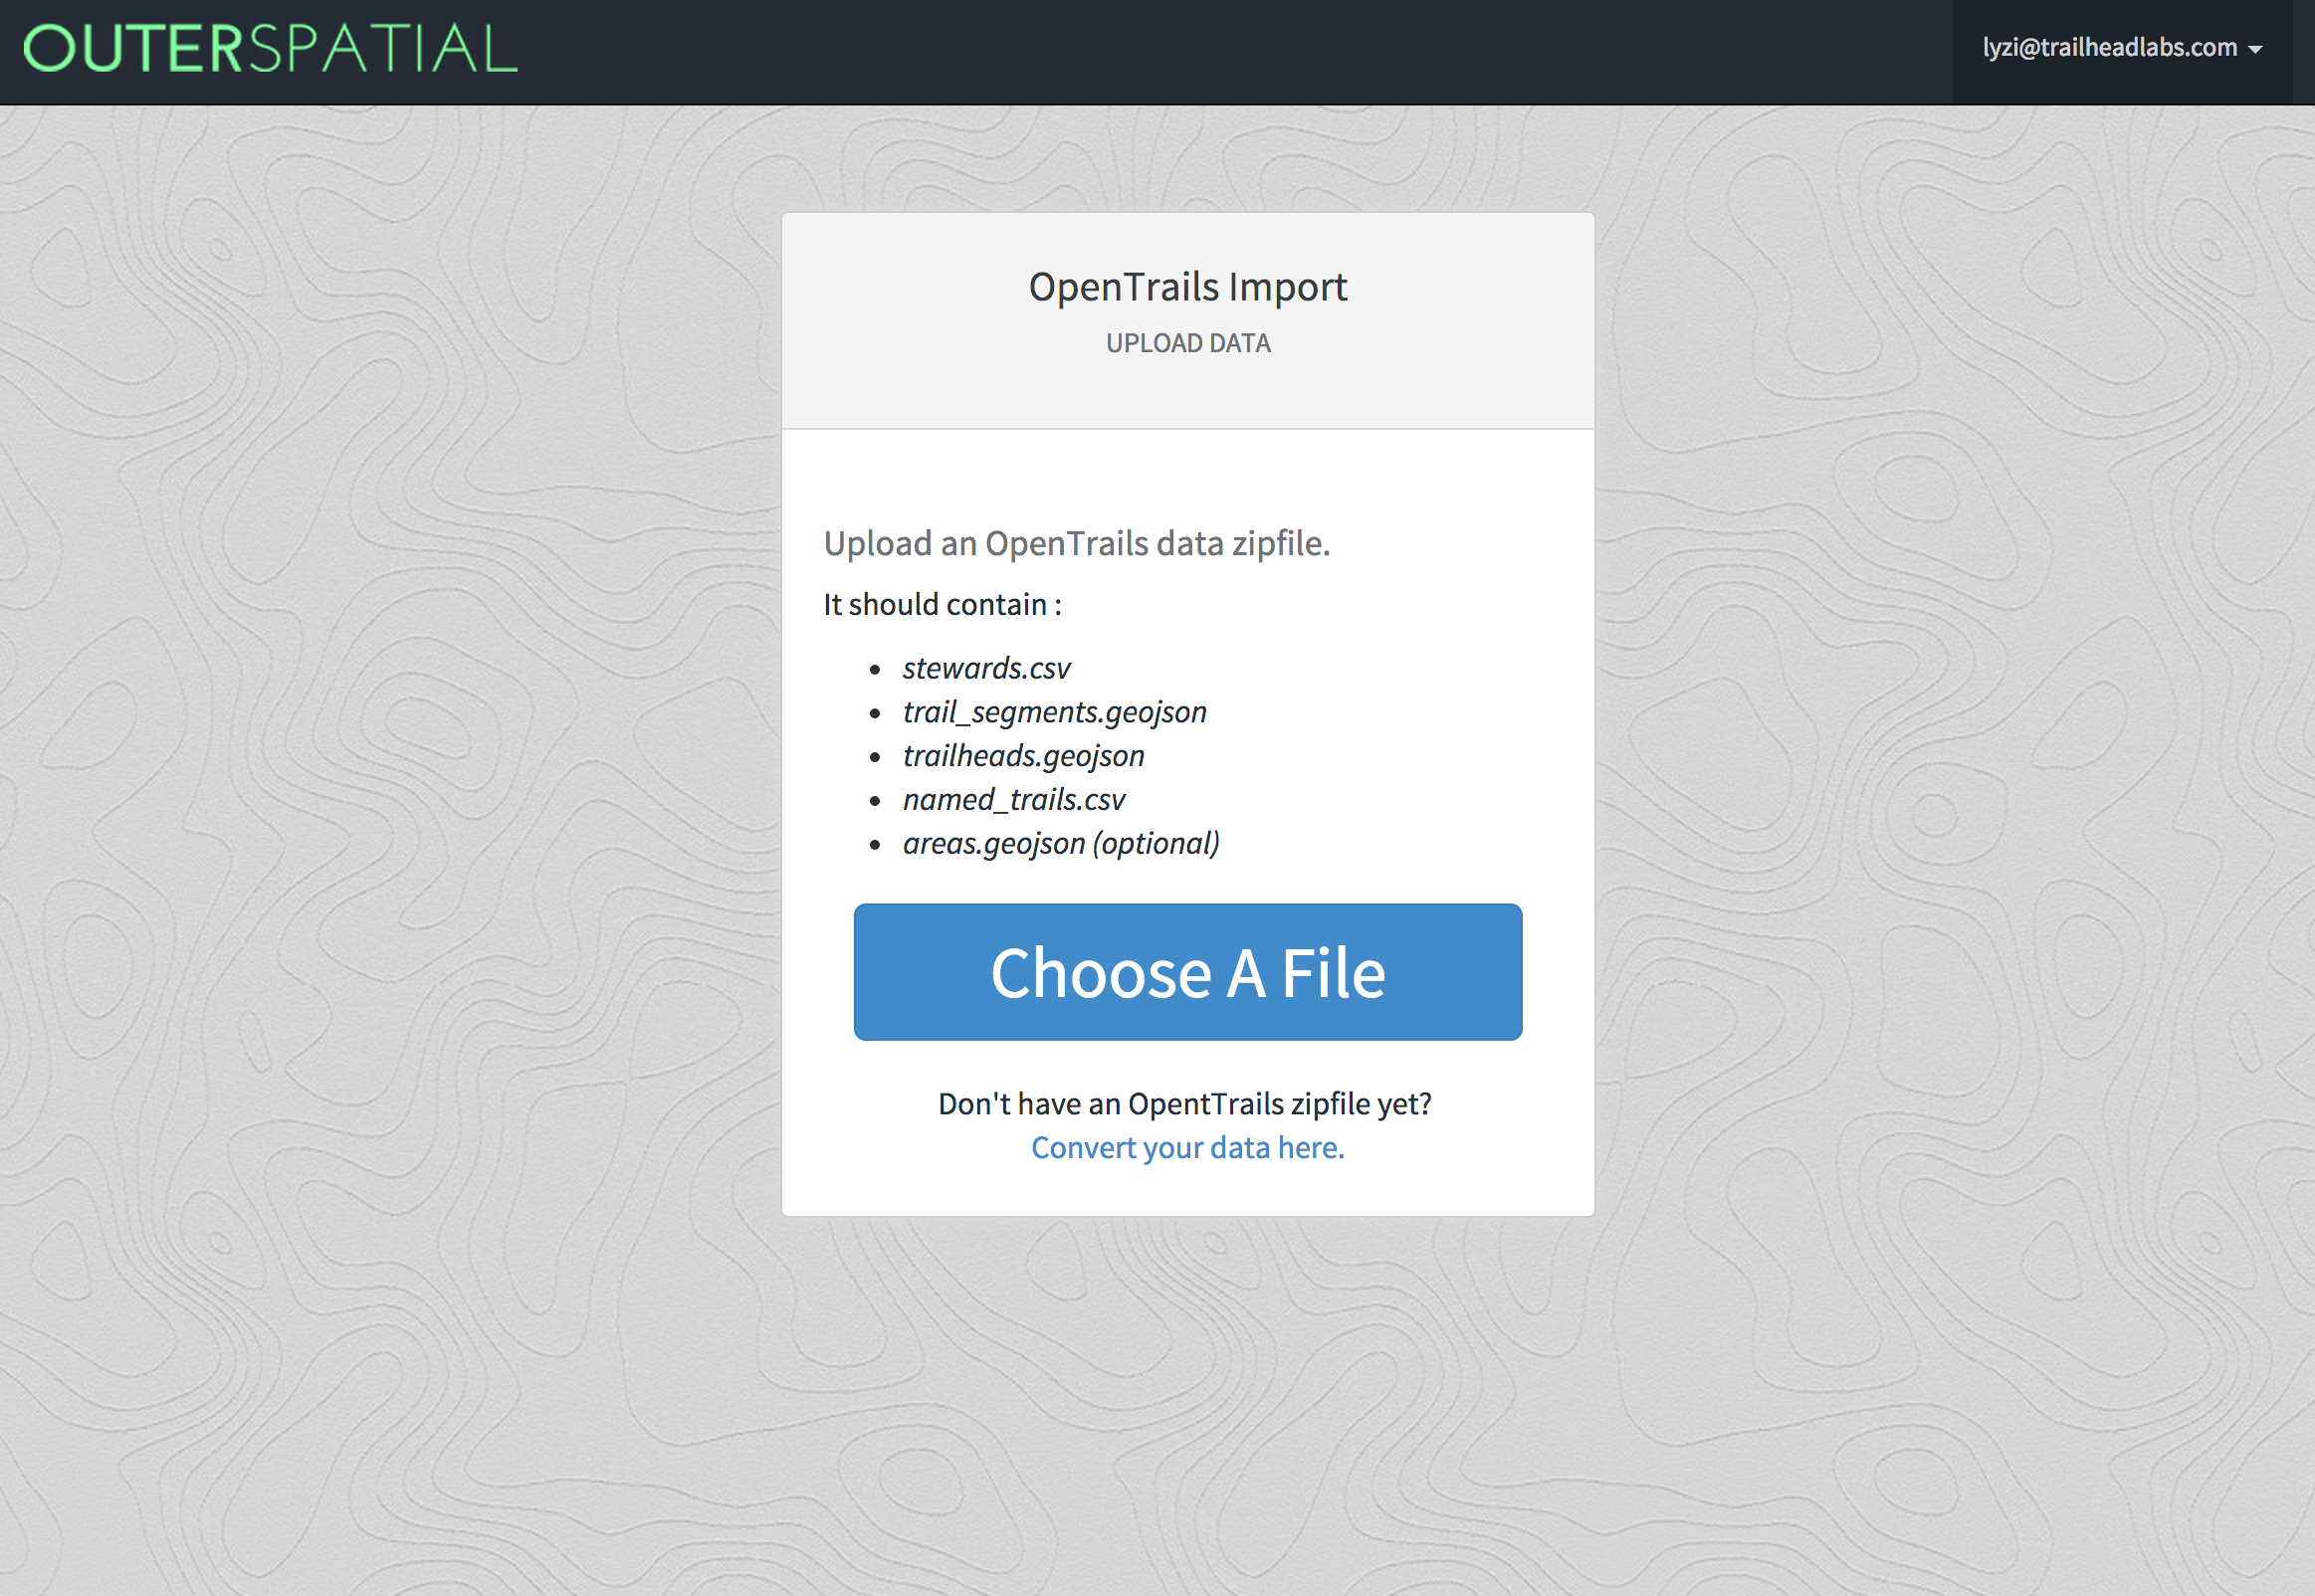 OUTERSPATIAL
lyzi@trailheadlabs.com
OpenTrails Import
UPLOAD DATA
Upload an OpenTrails data zipfile.
It should contain :
stewards.csv
trail_segments.geojson
trailheads.geojson
named_trails.csv
areas.geojson (optional)
Choose A File
Don't have an OpentTrails zipfile yet?
Convert your data here.